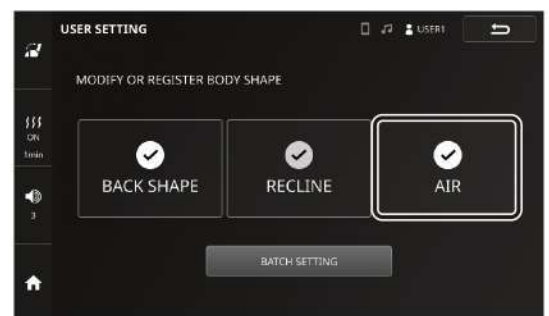 USER SETTING
USER1
MODIFY OR REGISTER BODY SHAPE
ON
1min
3
BACK SHAPE
RECLINE
AIR
BATCH SETTING